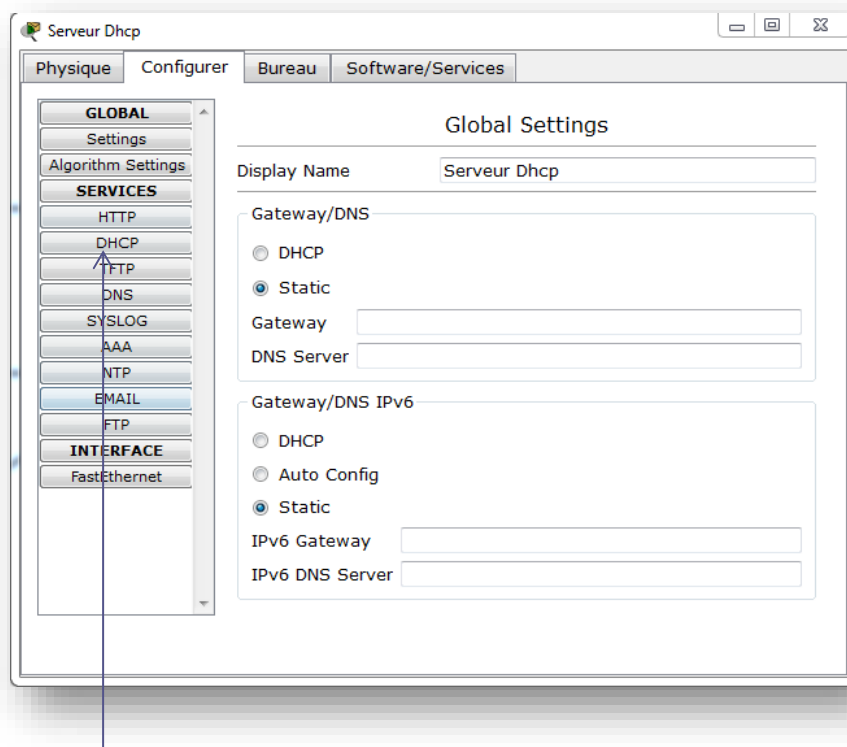 Serveur Dhcp
Physique Configurer Bureau Software/Services
GLOBAL
Settings
Algorithm Settings
SERVICES
HTTP
DHCP
TFTP
DNS
SYSLOG
AAA
NTP
EMAIL
FTP
INTERFACE
FastEthernet
Global Settings
Display Name Serveur Dhcp
Gateway/DNS
DHCP
Static
Gateway
DNS Server
Gateway/DNS IPv6
DHCP
Auto Config
Static
IPv6 Gateway
IPv6 DNS Server